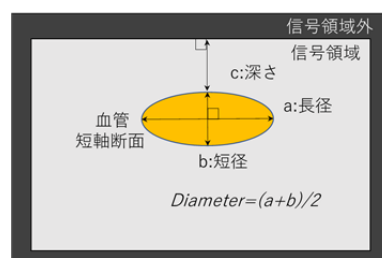 信号領域外
信号領域
c:深さ
a:長径
血管
短軸断面
b:短径
Diameter=(a+b)/2